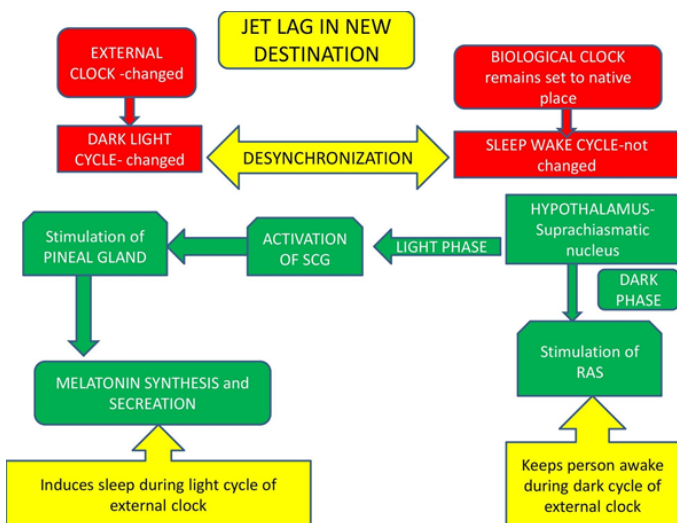 JET LAG IN NEW
DESTINATION
EXTERNAL
CLOCK -changed
BIOLOGICAL CLOCK
remains set to native
place
DARK LIGHT
CYCLE- changed
DESYNCHRONIZATION
SLEEP WAKE CYCLE-not
changed
Stimulation of
PINEAL GLAND
ACTIVATION
OF SCG
LIGHT PHASE
HYPOTHALAMUS-
Suprachiasmatic
nucleus
DARK
PHASE
Stimulation of
RAS
MELATONIN SYNTHESIS and
SECREATION
Induces sleep during light cycle of
external clock
Keeps person awake
during dark cycle of
external clock